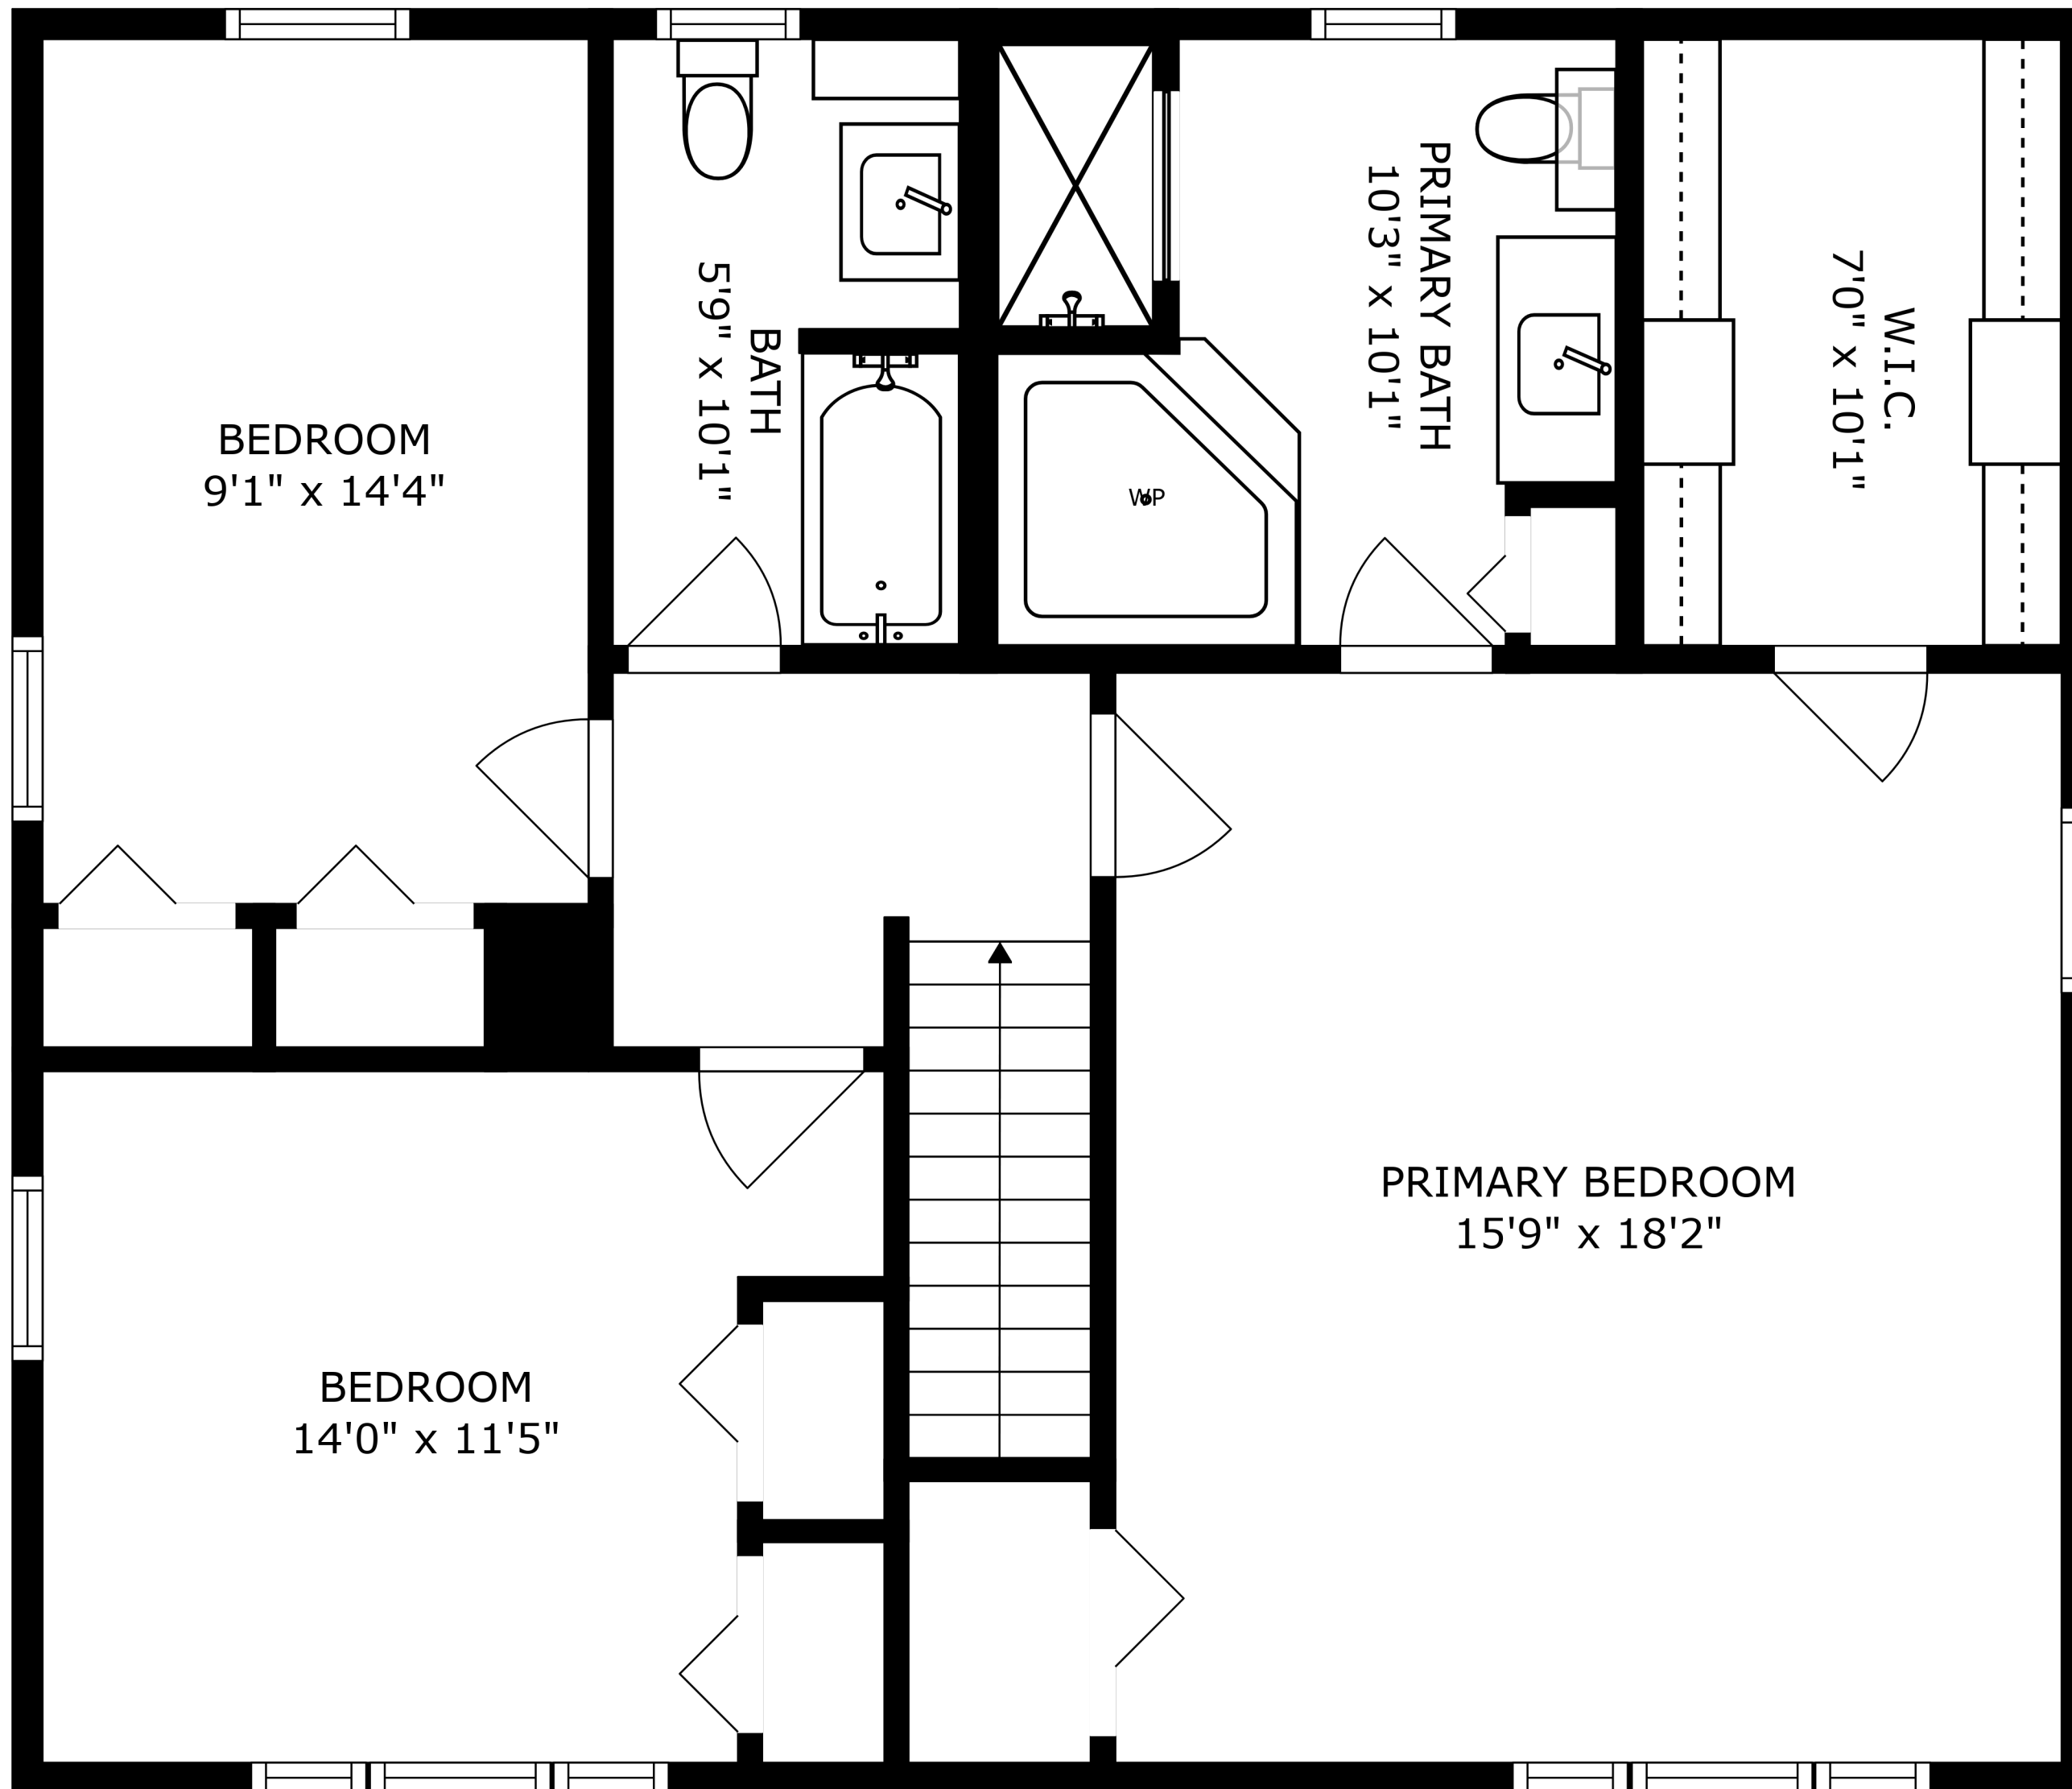 BEDROOM
9'1" x 14'4"
BATH
5'9" x 10'1"
PRIMARY BATH
10'3" x 10'1"
W.I.C.
7'0" x 10'1"
WP
PRIMARY BEDROOM
15'9" x 18'2"
BEDROOM
14'0" x 11'5"